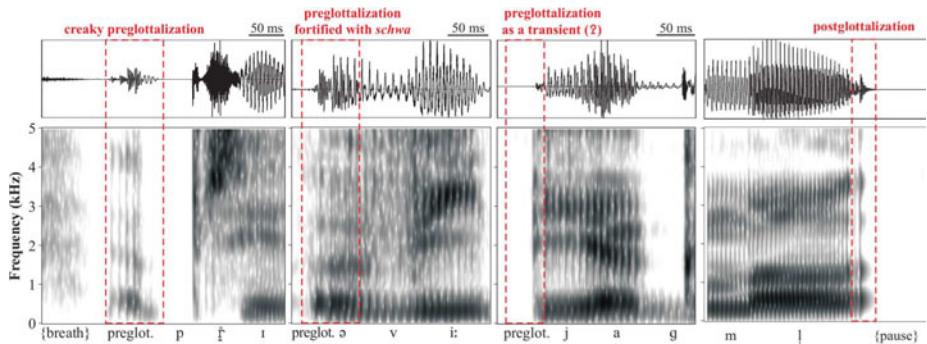 creaky preglottalization
50 ms
preglottalization
fortified with schwa
50 ms
preglottalization
as a transient (ʔ)
50 ms
postglottalization
Frequency (kHz)
5
4
3
2
1
0
{breath} preglot. p r̝̊ ɪ
preglot. ə v iː
preglot. j a ɡ
m l̩ {pause}